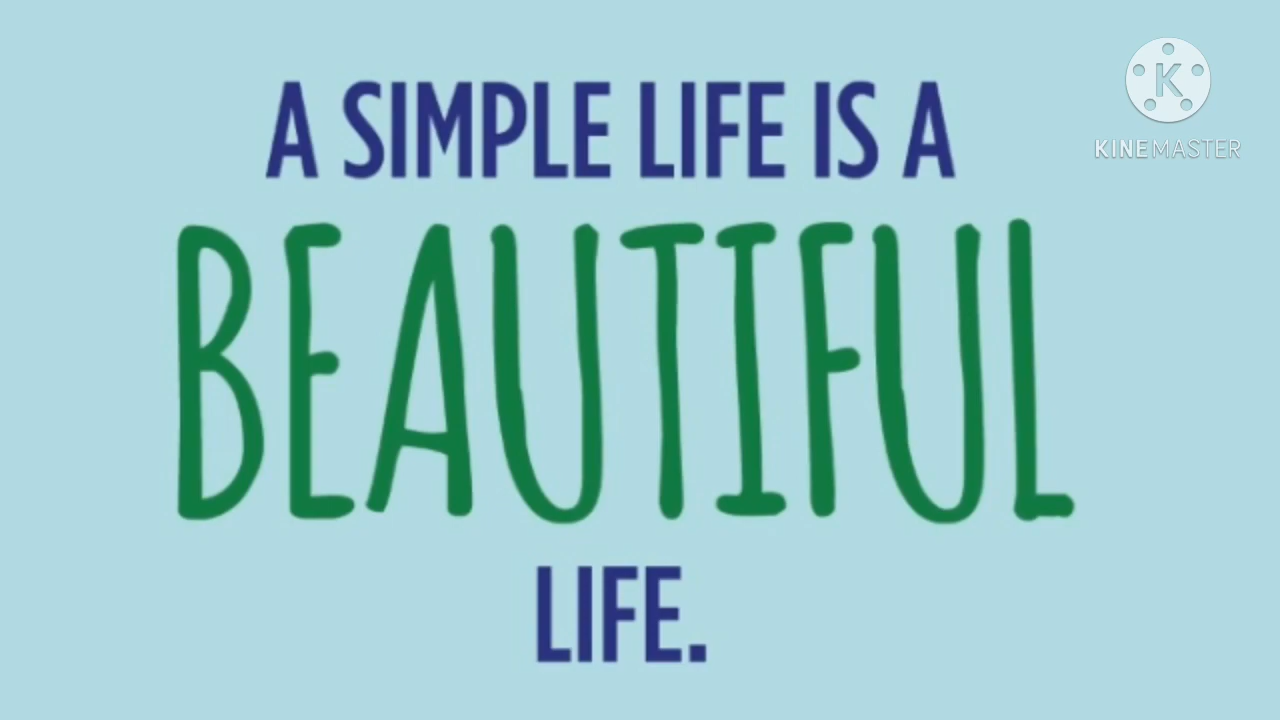 A SIMPLE LIFE IS A
BEAUTIFUL
LIFE.
K
KINEMASTER